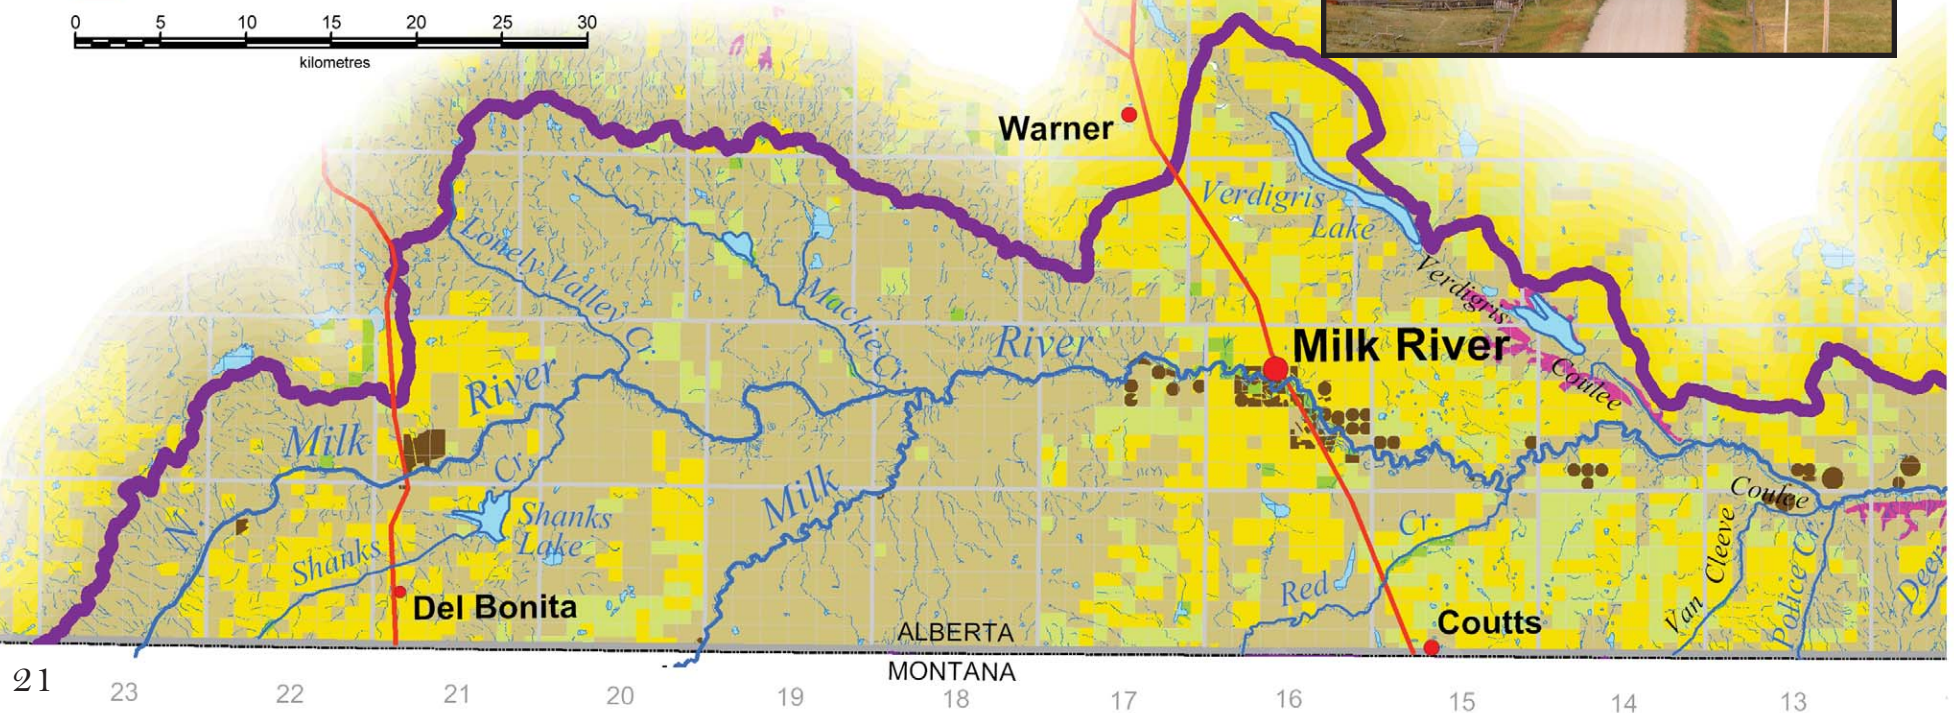 0 5 10 15 20 25 30
kilometres
Warner
Verdigris
Lake
Lonely Valley Cr.
Mackie Cr.
Verdigris
Coulee
River
Milk River
River
Milk
Cr.
Milk
N.
Shanks
Lake
Shanks
Coulee
Cr.
Red
Van Cleeve
Police Cr.
Deer
Del Bonita
Coutts
ALBERTA
MONTANA
21
23 22 21 20 19 18 17 16 15 14 13